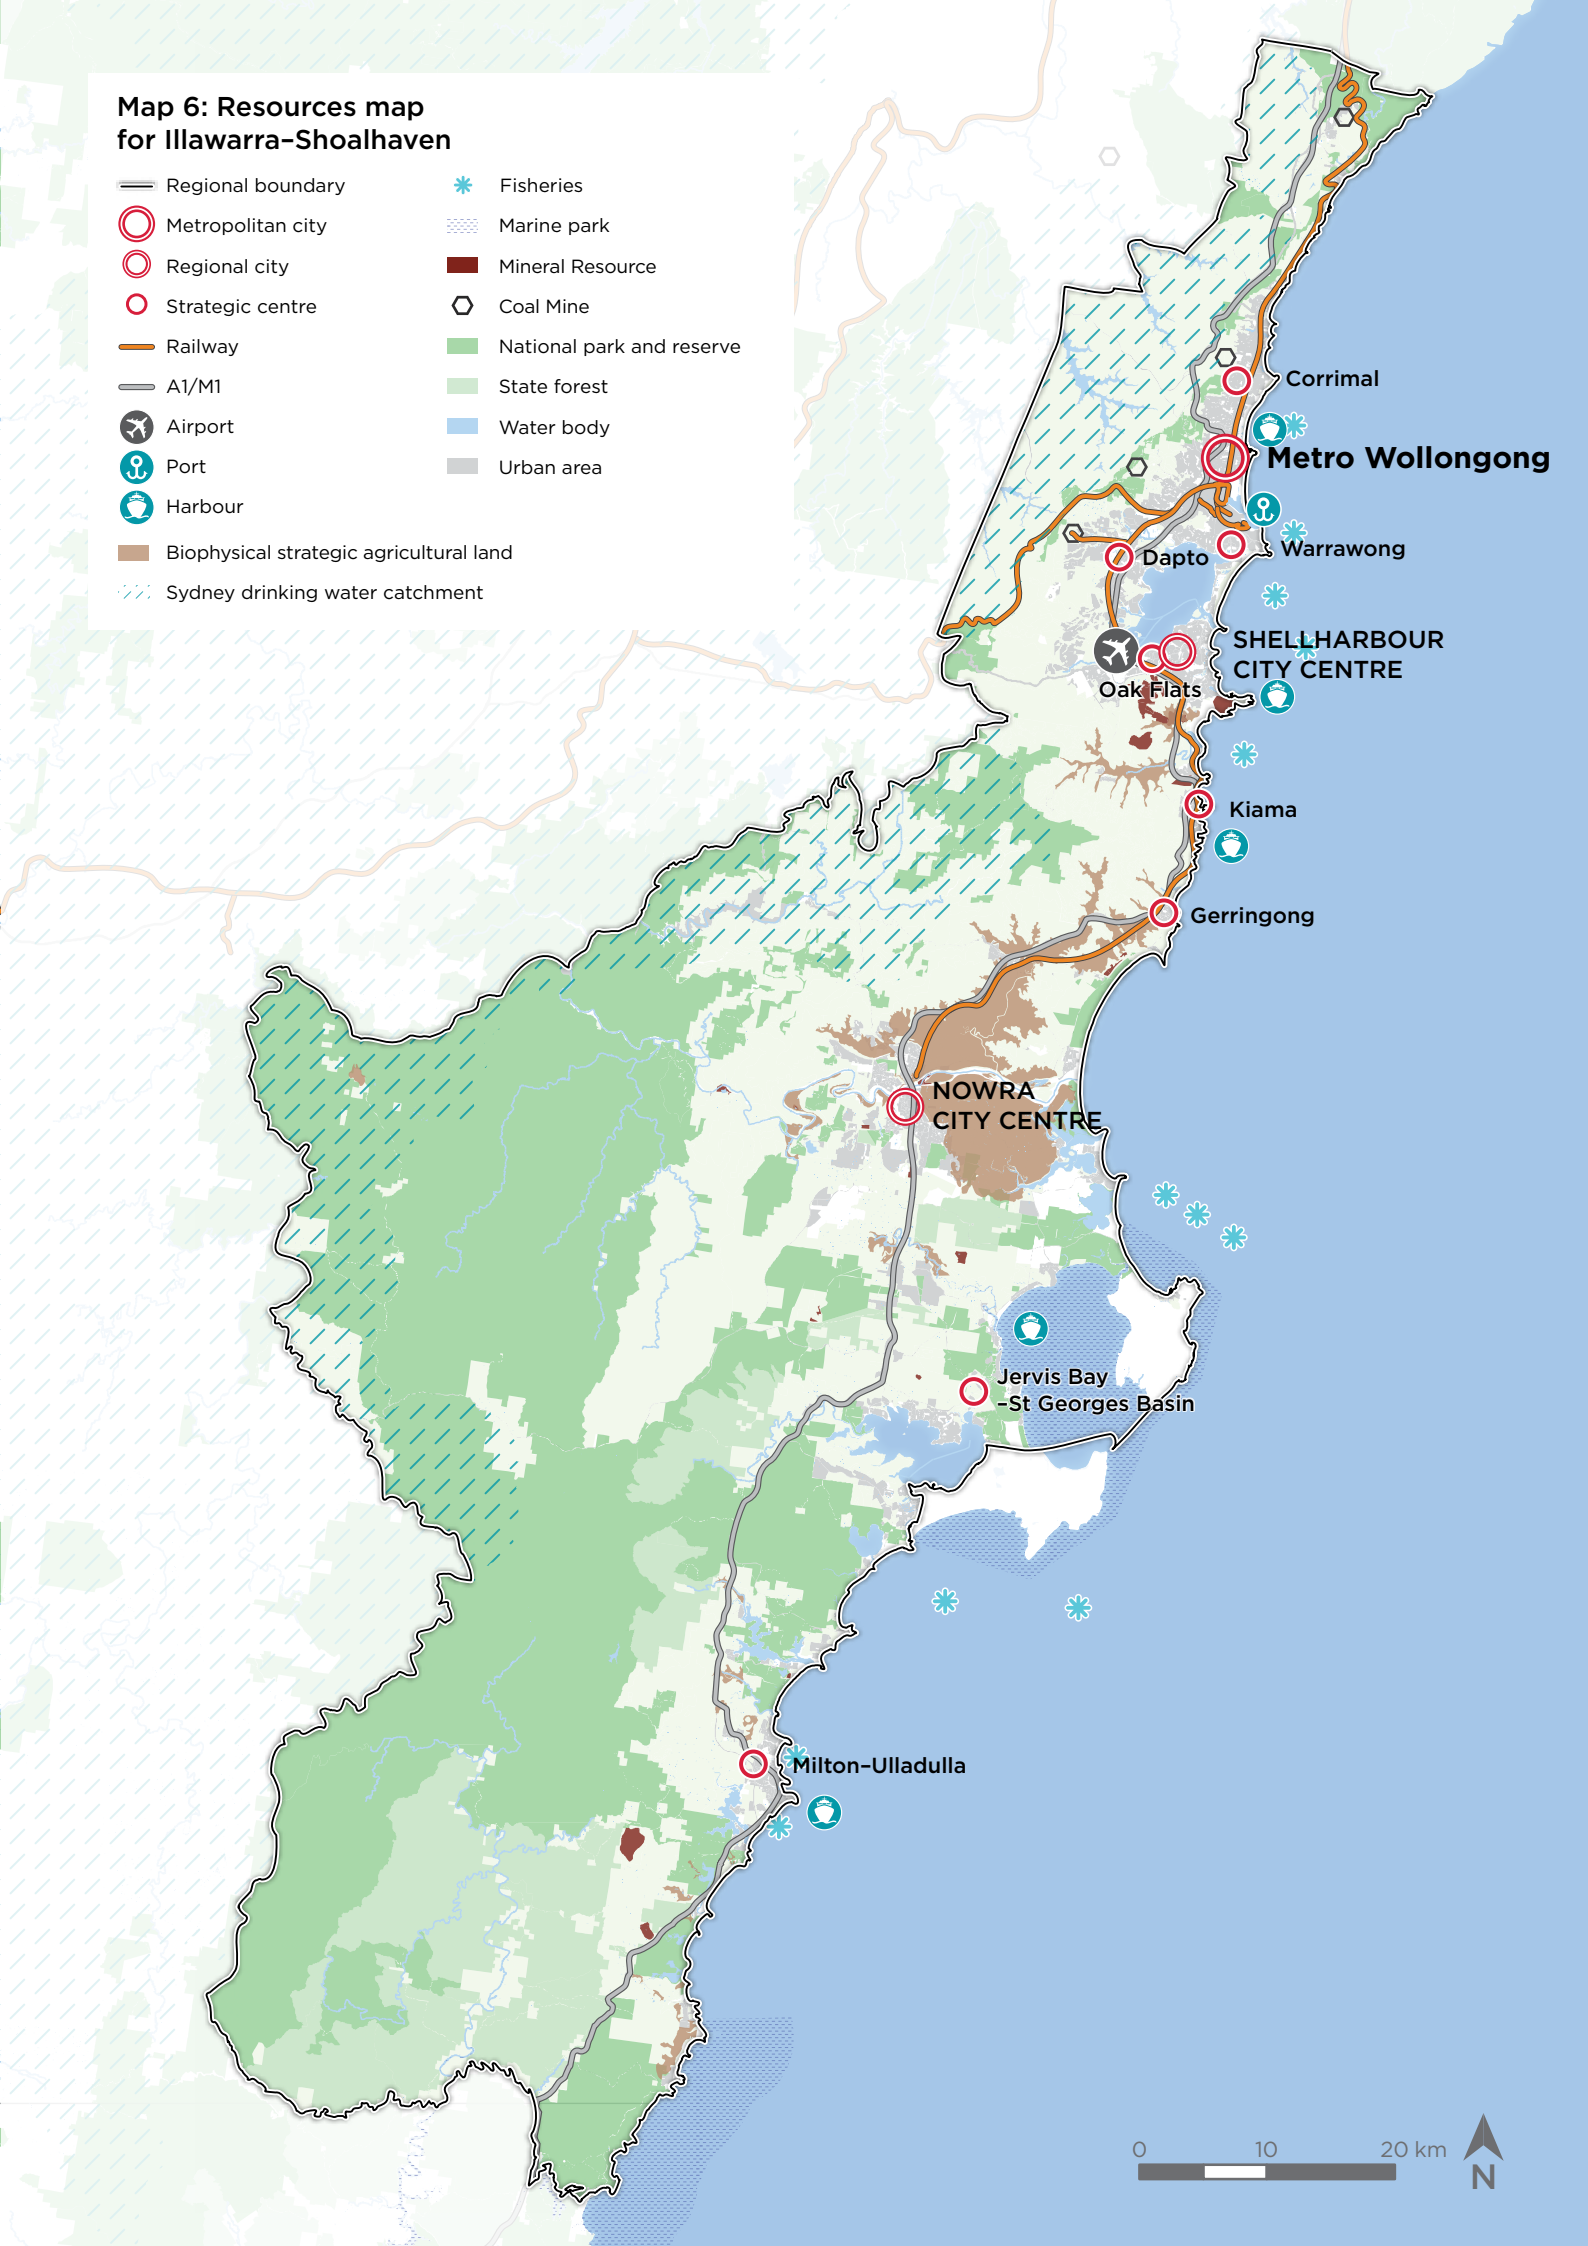 Map 6: Resources map
for Illawarra–Shoalhaven
Regional boundary
Metropolitan city
Regional city
Strategic centre
Railway
A1/M1
Airport
Port
Harbour
Biophysical strategic agricultural land
Sydney drinking water catchment
Fisheries
Marine park
Mineral Resource
Coal Mine
National park and reserve
State forest
Water body
Urban area
Corrimal
Metro Wollongong
Dapto
Warrawong
SHELLHARBOUR
CITY CENTRE
Oak Flats
Kiama
Gerringong
NOWRA
CITY CENTRE
Jervis Bay
–St Georges Basin
Milton–Ulladulla
0 10 20 km
N